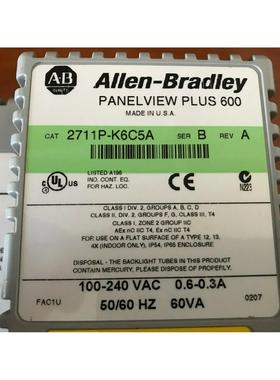 AB
QUALITY
Allen-Bradley
PANELVIEW PLUS 600
MADE IN U.S.A.
CAT 2711P-K6C5A SER B REV A
UL
C US
LISTED A196
IND. CONT. EQ.
FOR HAZ. LOC.
CE
N223
CLASS I DIV. 2, GROUPS A, B, C, D
CLASS II, DIV. 2, GROUPS F, G, CLASS III, T4
CLASS I, ZONE 2 GROUP IIC
AEx nC IIC T4, Ex nC IIC T4
FOR USE ON A FLAT SURFACE OF A TYPE 12, 13,
4X (INDOOR ONLY), IP54, IP65 ENCLOSURE
DISPOSAL: THE BACKLIGHT TUBES IN THIS PRODUCT
CONTAIN MERCURY, PLEASE DISPOSE OF PROPERLY.
100-240 VAC 0.6-0.3A
FAC1U 50/60 HZ 60VA 0207